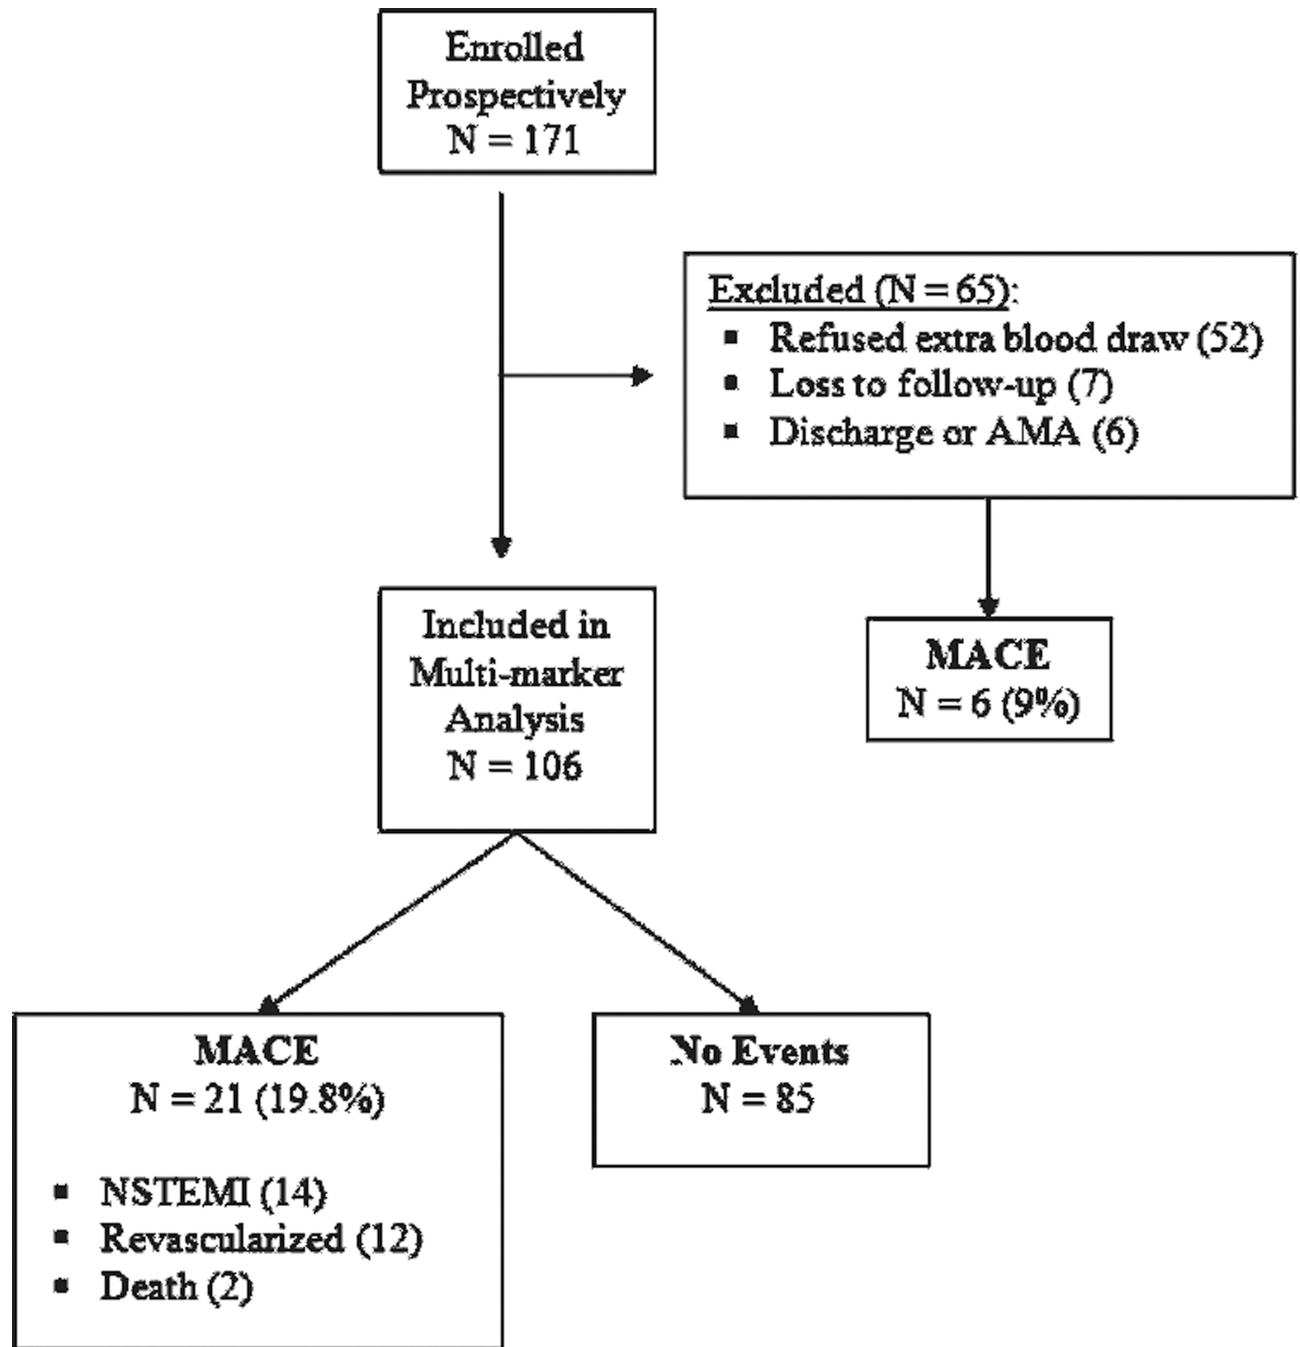 Enrolled
Prospectively
N = 171
Excluded (N = 65):
▪ Refused extra blood draw (52)
▪ Loss to follow-up (7)
▪ Discharge or AMA (6)
Included in
Multi-marker
Analysis
N = 106
MACE
N = 6 (9%)
MACE
N = 21 (19.8%)
▪ NSTEMI (14)
▪ Revascularized (12)
▪ Death (2)
No Events
N = 85